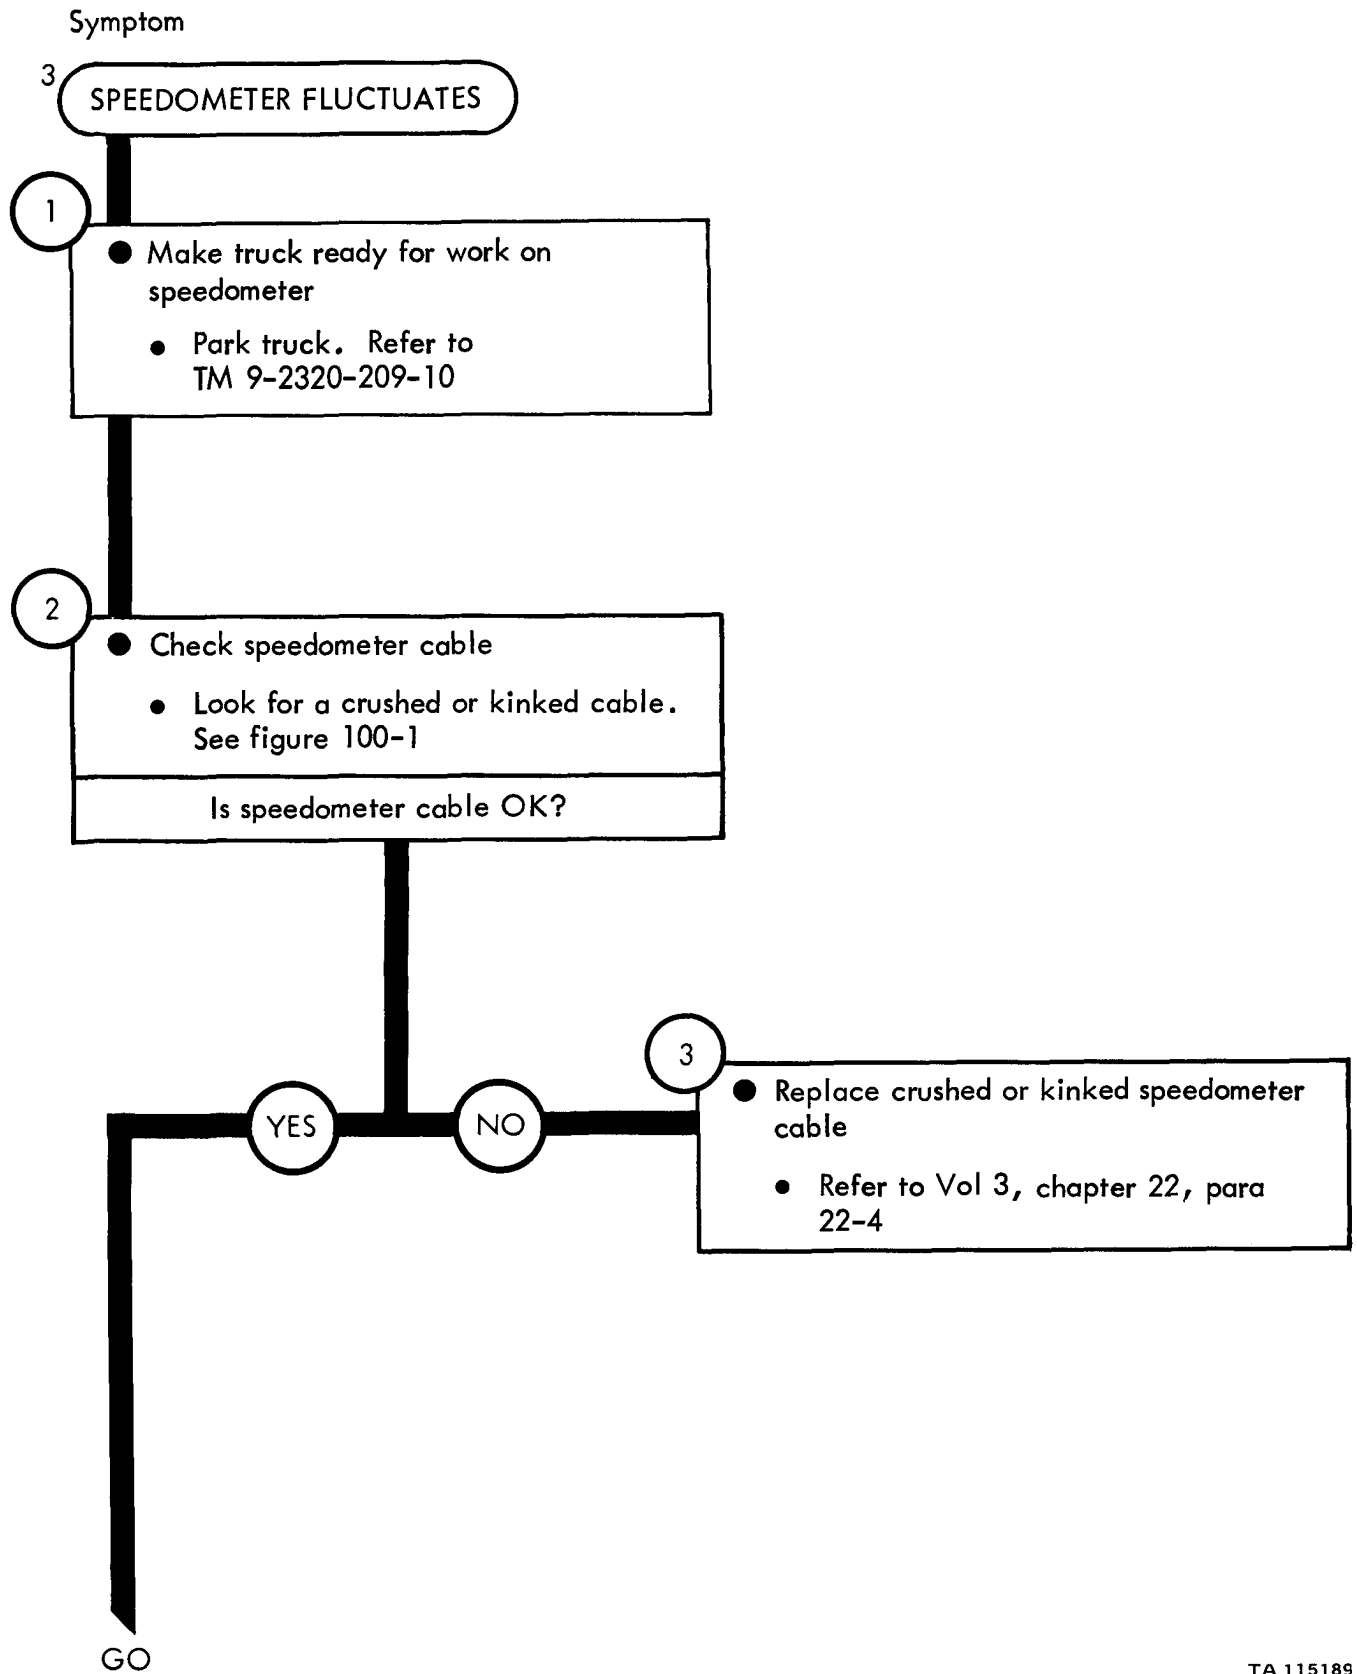 Symptom
3
SPEEDOMETER FLUCTUATES
1
● Make truck ready for work on
speedometer
● Park truck. Refer to
TM 9-2320-209-10
2
● Check speedometer cable
● Look for a crushed or kinked cable.
See figure 100-1
Is speedometer cable OK?
YES
NO
3
● Replace crushed or kinked speedometer
cable
● Refer to Vol 3, chapter 22, para
22-4
GO
TA 115189